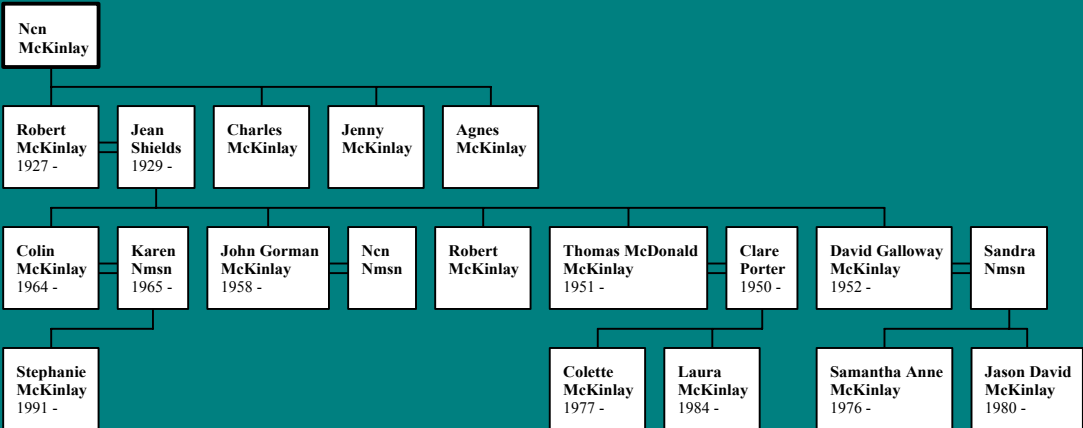 Ncn
McKinlay
Robert
McKinlay
1927 -
Jean
Shields
1929 -
Charles
McKinlay
Jenny
McKinlay
Agnes
McKinlay
Colin
McKinlay
1964 -
Karen
Nmsn
1965 -
John Gorman
McKinlay
1958 -
Ncn
Nmsn
Robert
McKinlay
Thomas McDonald
McKinlay
1951 -
Clare
Porter
1950 -
David Galloway
McKinlay
1952 -
Sandra
Nmsn
Stephanie
McKinlay
1991 -
Colette
McKinlay
1977 -
Laura
McKinlay
1984 -
Samantha Anne
McKinlay
1976 -
Jason David
McKinlay
1980 -